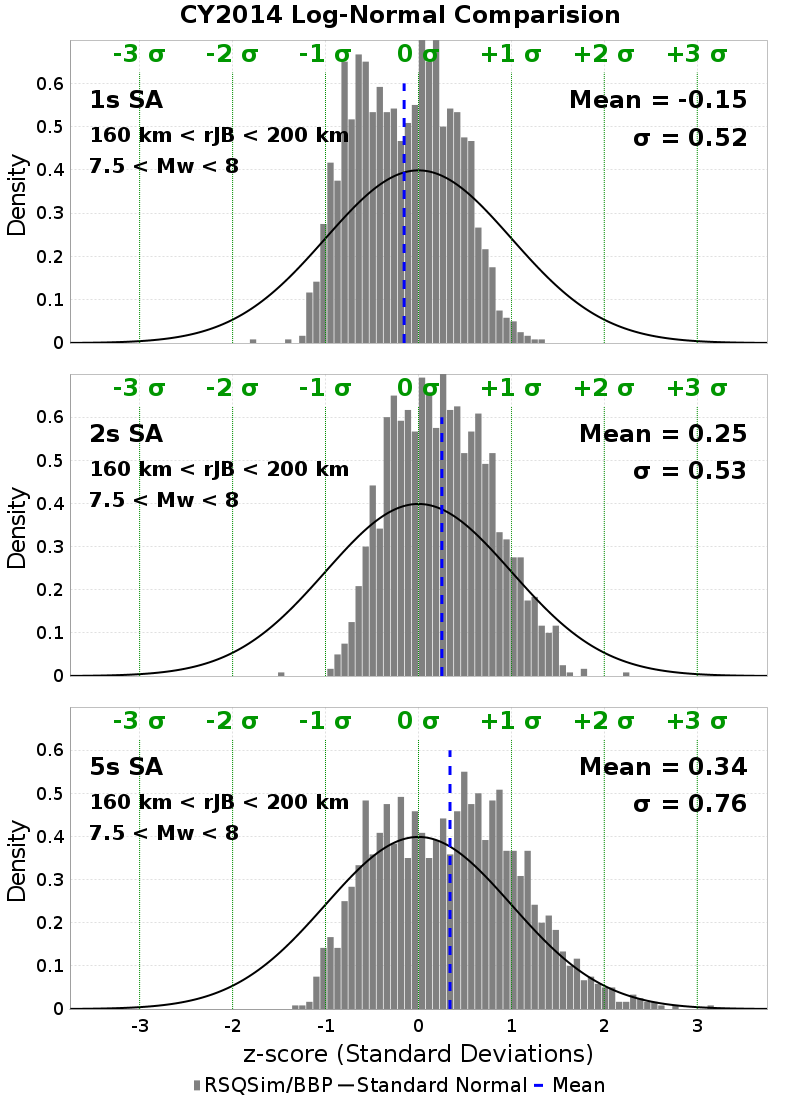 CY2014 Log-Normal Comparision
-3 σ -2 σ -1 σ 0 σ +1 σ +2 σ +3 σ
1s SA
Mean = -0.15
160 km < rJB < 200 km
σ = 0.52
7.5 < Mw < 8
Density
0.6
0.5
0.4
0.3
0.2
0.1
0
-3 σ -2 σ -1 σ 0 σ +1 σ +2 σ +3 σ
2s SA
Mean = 0.25
160 km < rJB < 200 km
σ = 0.53
7.5 < Mw < 8
Density
0.6
0.5
0.4
0.3
0.2
0.1
0
-3 σ -2 σ -1 σ 0 σ +1 σ +2 σ +3 σ
5s SA
Mean = 0.34
160 km < rJB < 200 km
σ = 0.76
7.5 < Mw < 8
Density
0.6
0.5
0.4
0.3
0.2
0.1
0
-3 -2 -1 0 1 2 3
z-score (Standard Deviations)
RSQSim/BBP Standard Normal Mean